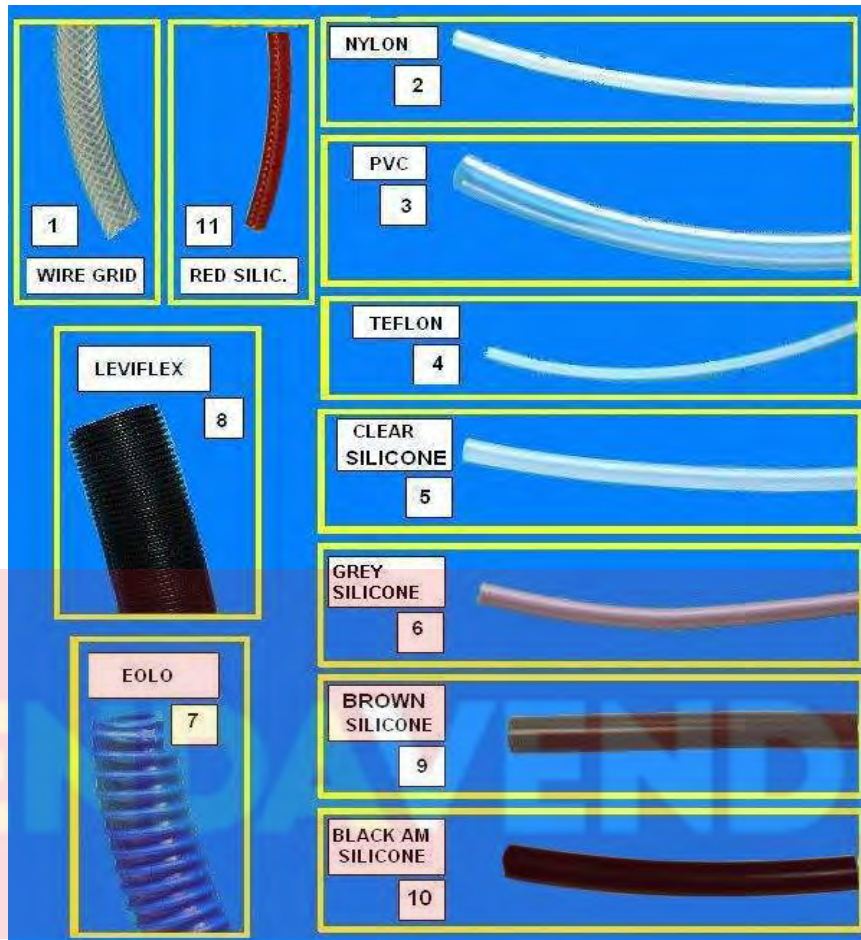 NYLON
2
PVC
3
1
WIRE GRID
11
RED SILIC.
TEFLON
4
LEVIFLEX
8
CLEAR
SILICONE
5
GREY
SILICONE
6
EOLO
7
BROWN
SILICONE
9
BLACK AM
SILICONE
10
ENDAVEND